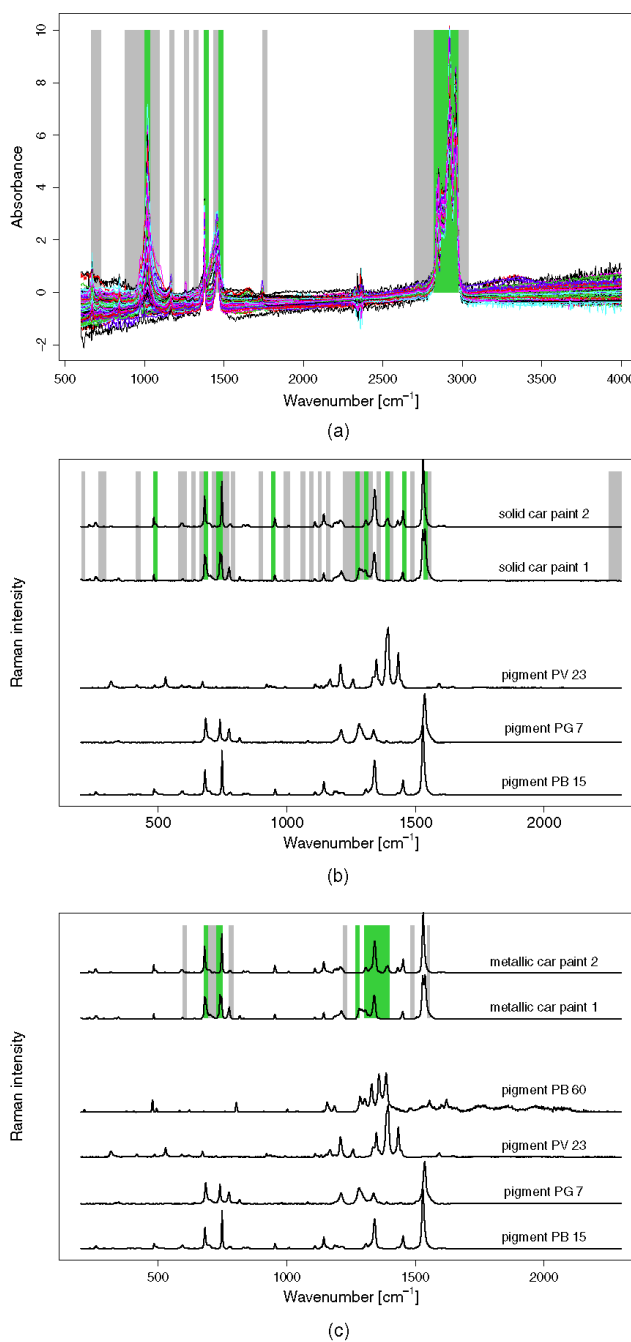 10
8
6
4
2
0
−2
Absorbance
500 1000 1500 2000 2500 3000 3500 4000
Wavenumber [cm⁻¹]
(a)
solid car paint 2
solid car paint 1
pigment PV 23
pigment PG 7
pigment PB 15
Raman intensity
500 1000 1500 2000
Wavenumber [cm⁻¹]
(b)
metallic car paint 2
metallic car paint 1
pigment PB 60
pigment PV 23
pigment PG 7
pigment PB 15
Raman intensity
500 1000 1500 2000
Wavenumber [cm⁻¹]
(c)